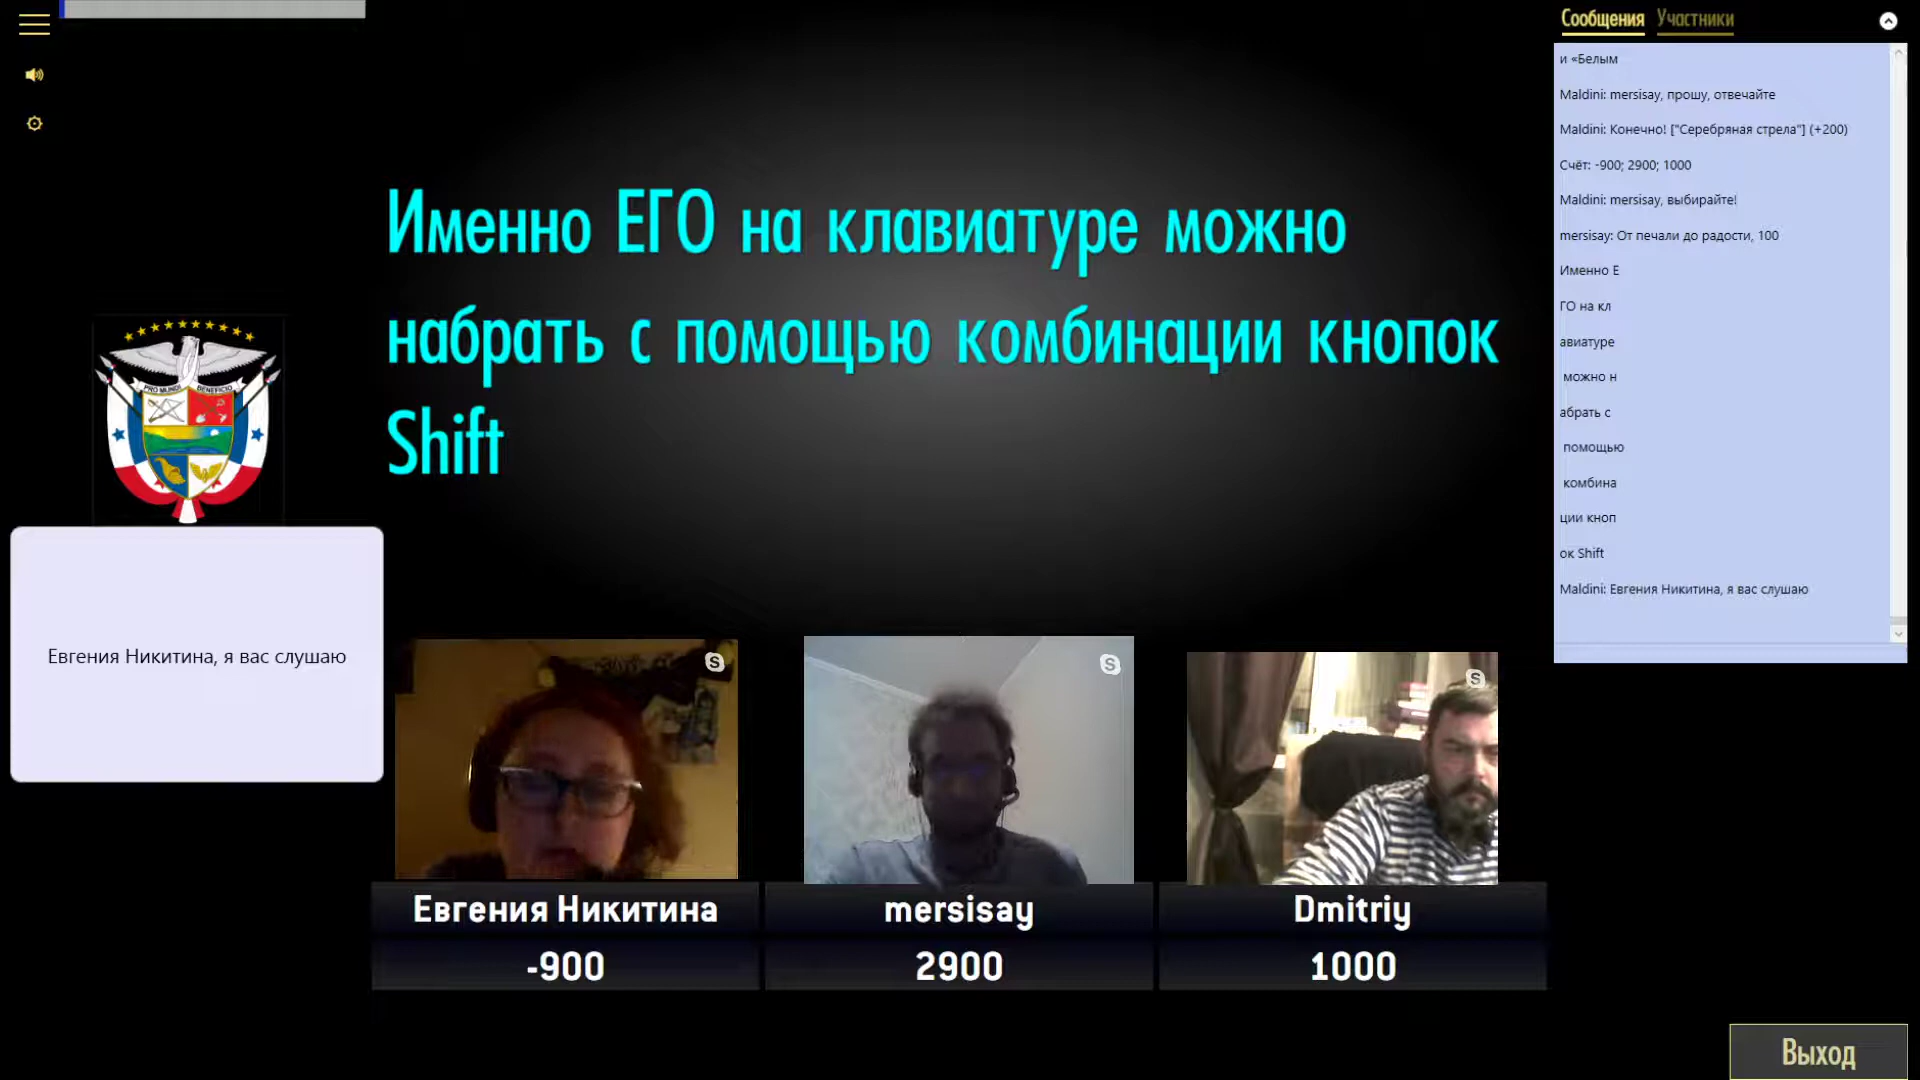 Сообщения Участники
и «Белым
Maldini: mersisay, прошу, отвечайте
Maldini: Конечно! ["Серебряная стрела"] (+200)
Счёт: -900; 2900; 1000
Maldini: mersisay, выбирайте!
mersisay: От печали до радости, 100
Именно Е
ГО на кл
авиатуре
можно н
абрать с
помощью
комбина
ции кноп
ок Shift
Maldini: Евгения Никитина, я вас слушаю
Именно ЕГО на клавиатуре можно
набрать с помощью комбинации кнопок
Shift
PRO MUNDI BENEFICIO
Евгения Никитина, я вас слушаю
S
S
S
Евгения Никитина
-900
mersisay
2900
Dmitriy
1000
Выход